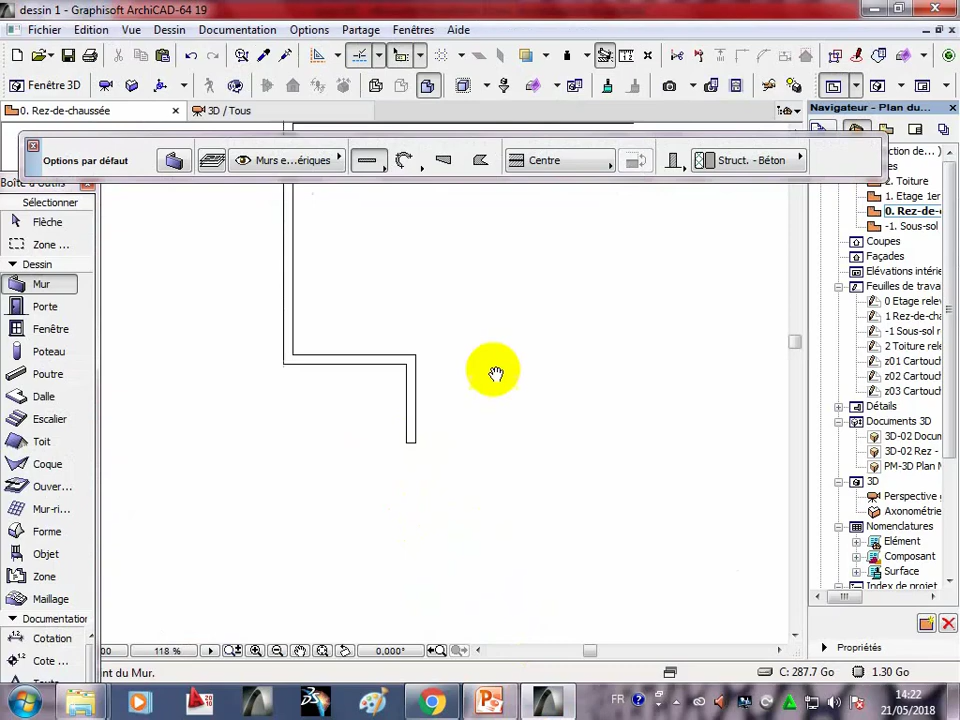 dessin 1 - Graphisoft ArchiCAD-64 19
Fichier Edition Vue Dessin Documentation Options Partage Fenêtres Aide
Fenêtre 3D
0. Rez-de-chaussée
3D / Tous
Navigateur - Plan du...
Options par défaut
Murs e...ériques
Centre
Struct. - Béton
Boîte à Outils
Sélectionner
Flèche
Zone ...
Dessin
Mur
Porte
Fenêtre
Poteau
Poutre
Dalle
Escalier
Toit
Coque
Ouver...
Mur-ri...
Forme
Objet
Zone
Maillage
Documentation
Cotation
Cote ...
2. Toiture
1. Etage 1er
0. Rez-de-c
-1. Sous-sol
Coupes
Façades
Elévations intérie
Feuilles de trava
0 Etage relev
1 Rez-de-cha
-1 Sous-sol r
2 Toiture rele
z01 Cartouch
z02 Cartouch
z03 Cartouch
Détails
Documents 3D
3D-02 Docum
3D-02 Rez -
PM-3D Plan M
3D
Perspective g
Axonométrie
Nomenclatures
Elément
Composant
Surface
Index de projet
Propriétés
00
118 %
0.000°
nt du Mur.
C: 287.7 Go
1.30 Go
FR
14:22
21/05/2018